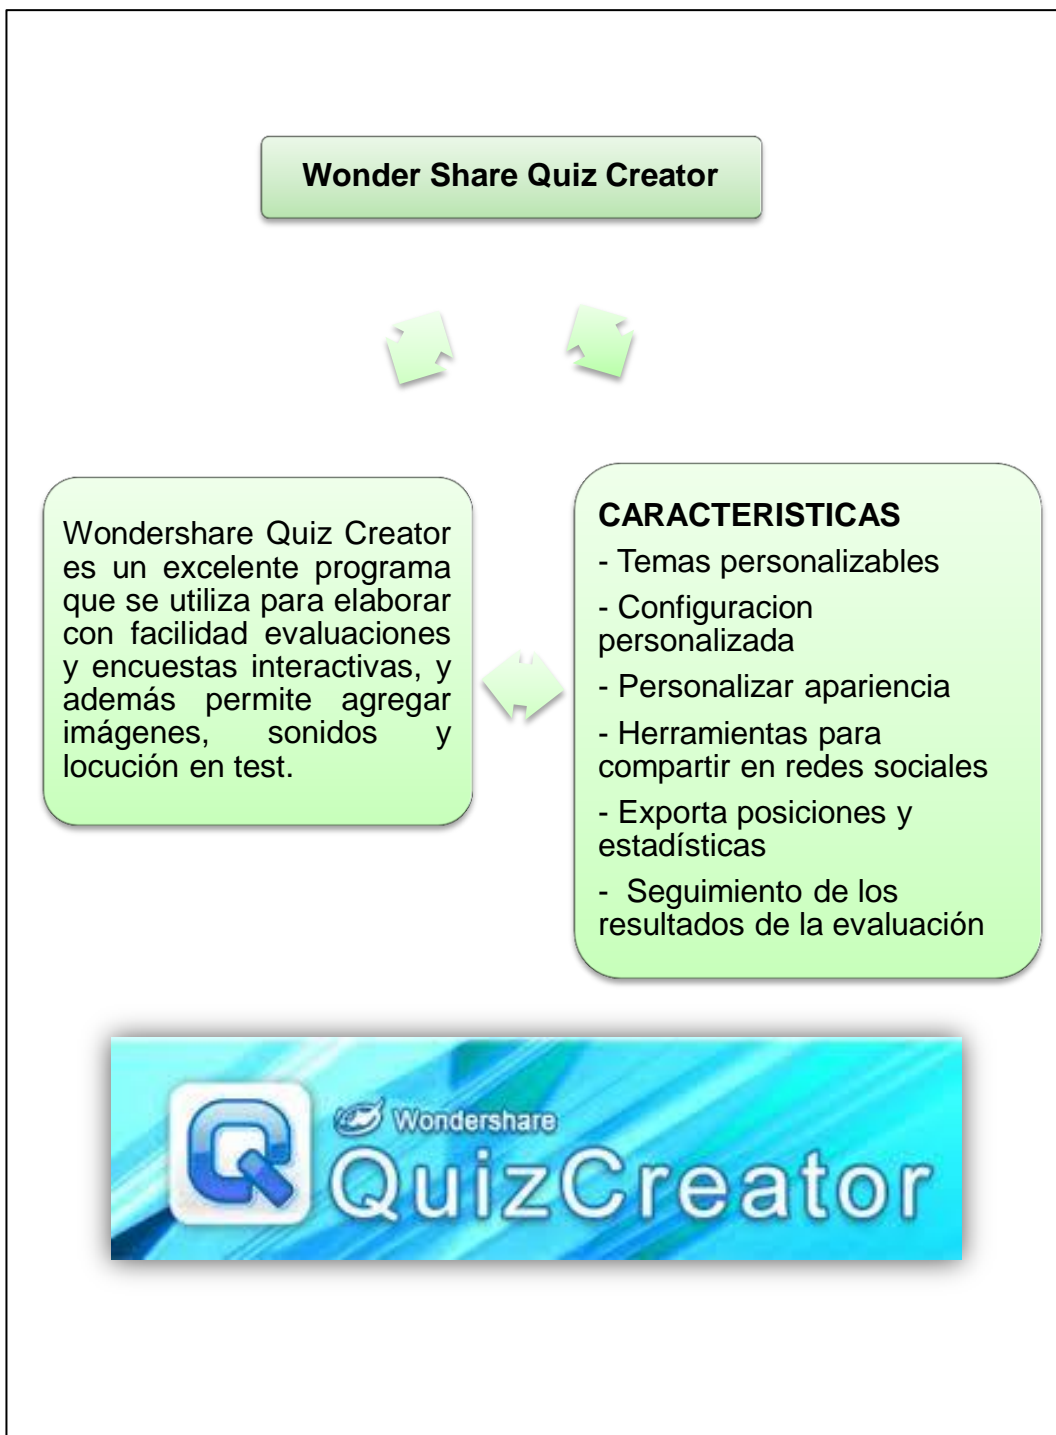 Wonder Share Quiz Creator
Wondershare Quiz Creator
es un excelente programa
que se utiliza para elaborar
con facilidad evaluaciones
y encuestas interactivas, y
además permite agregar
imágenes, sonidos y
locución en test.
CARACTERISTICAS
- Temas personalizables
- Configuracion
personalizada
- Personalizar apariencia
- Herramientas para
compartir en redes sociales
- Exporta posiciones y
estadísticas
- Seguimiento de los
resultados de la evaluación
Wondershare
QuizCreator